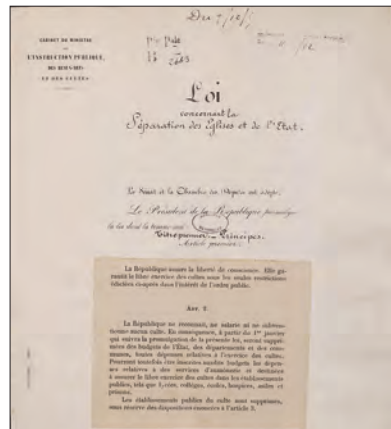 Du 9/12/
CABINET DU MINISTRE
DE
L'INSTRUCTION PUBLIQUE,
DES BEAUX-ARTS
ET DES CULTES
Loi
concernant la
Séparation des Eglises et de l'Etat.
Le Sénat et la Chambre des Députés ont adopté,
Le Président de la République promulgue
la loi dont la teneur suit :
Titre premier. Principes.
Article premier.
La République assure la liberté de conscience. Elle ga-
rantit le libre exercice des cultes sous les seules restrictions
édictées ci-après dans l'intérêt de l'ordre public.
Art. 2.
La République ne reconnaît, ne salarie ni ne subven-
tionne aucun culte. En conséquence, à partir du 1er janvier
qui suivra la promulgation de la présente loi, seront suppri-
mées des budgets de l'État, des départements et des com-
munes, toutes dépenses relatives à l'exercice des cultes.
Pourront toutefois être inscrites auxdits budgets les dépen-
ses relatives à des services d'aumônerie et destinées
à assurer le libre exercice des cultes dans les établissements
publics, tels que lycées, collèges, écoles, hospices, asiles et
prisons.
Les établissements publics du culte sont supprimés,
sous réserve des dispositions énoncées à l'article 3.